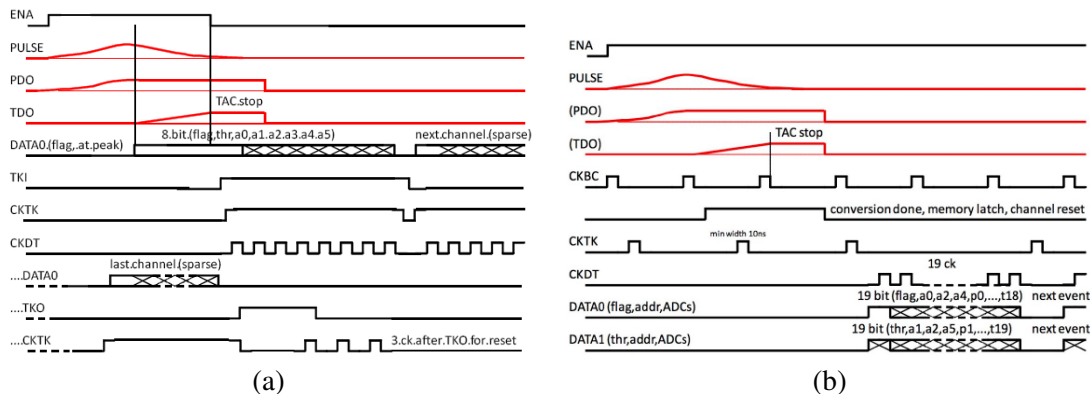 ENA
PULSE
PDO
TDO
TAC.stop
8.bit.(flag,thr,a0,a1.a2.a3.a4.a5)
next.channel.(sparse)
DATA0.(flag,.at.peak)
TKI
CKTK
CKDT
last.channel.(sparse)
....DATA0
....TKO
....CKTK
3.ck.after.TKO.for.reset
(a)
ENA
PULSE
(PDO)
TAC stop
(TDO)
CKBC
conversion done, memory latch, channel reset
min width 10ns
CKTK
19 ck
CKDT
19 bit (flag,a0,a2,a4,p0,...,t18) next event
DATA0 (flag,addr,ADCs)
19 bit (thr,a1,a2,a5,p1,...,t19) next event
DATA1 (thr,addr,ADCs)
(b)